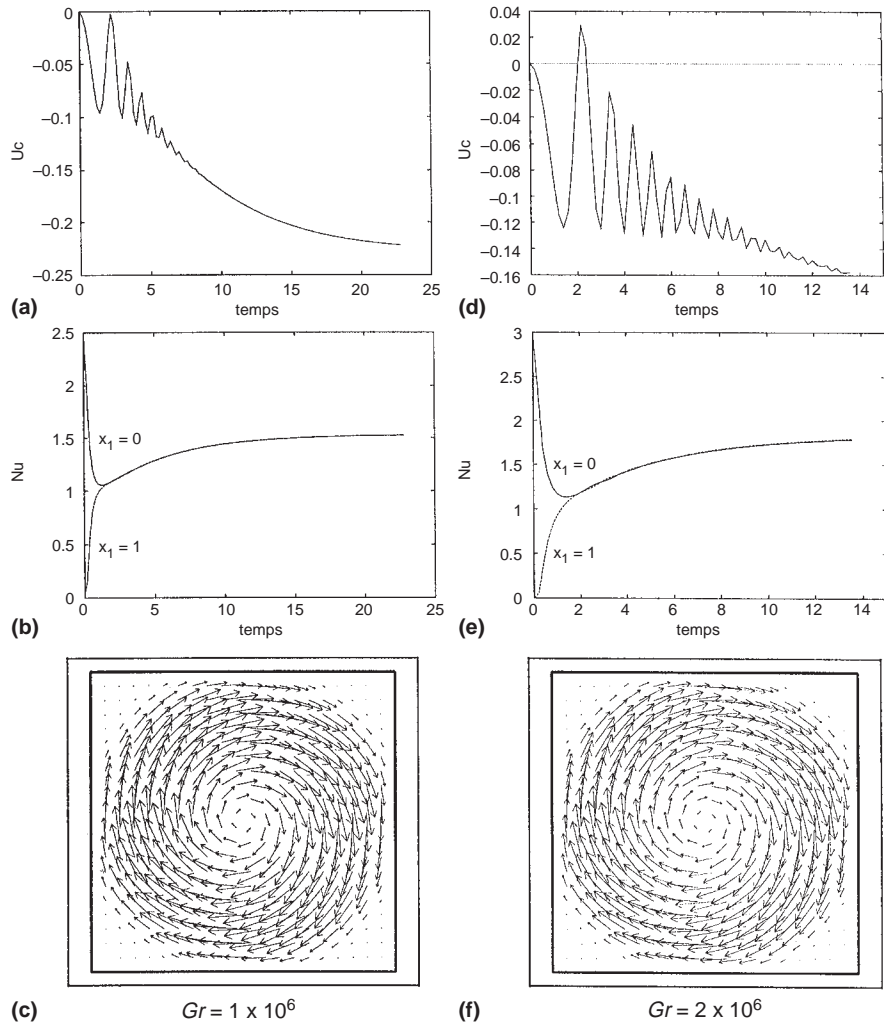 0
−0.05
−0.1
−0.15
−0.2
−0.25
Uc
0 5 10 15 20 25
temps
(a)
0.04
0.02
0
−0.02
−0.04
−0.06
−0.08
−0.1
−0.12
−0.14
−0.16
Uc
0 2 4 6 8 10 12 14
temps
(d)
2.5
2
1.5
1
0.5
0
Nu
x₁ = 0
x₁ = 1
0 5 10 15 20 25
temps
(b)
3
2.5
2
1.5
1
0.5
0
Nu
x₁ = 0
x₁ = 1
0 2 4 6 8 10 12 14
temps
(e)
(c)
Gr = 1 x 10⁶
(f)
Gr = 2 x 10⁶